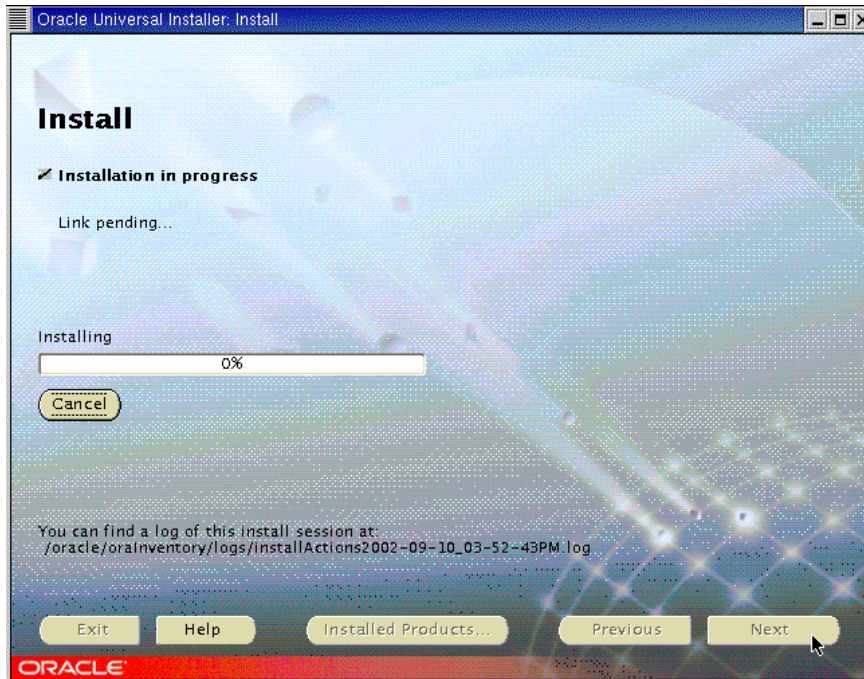 Oracle Universal Installer: Install
Install
Installation in progress
Link pending...
Installing
0%
Cancel
You can find a log of this install session at:
/oracle/oraInventory/logs/installActions2002-09-10_03-52-43PM.log
Exit Help Installed Products... Previous Next
ORACLE